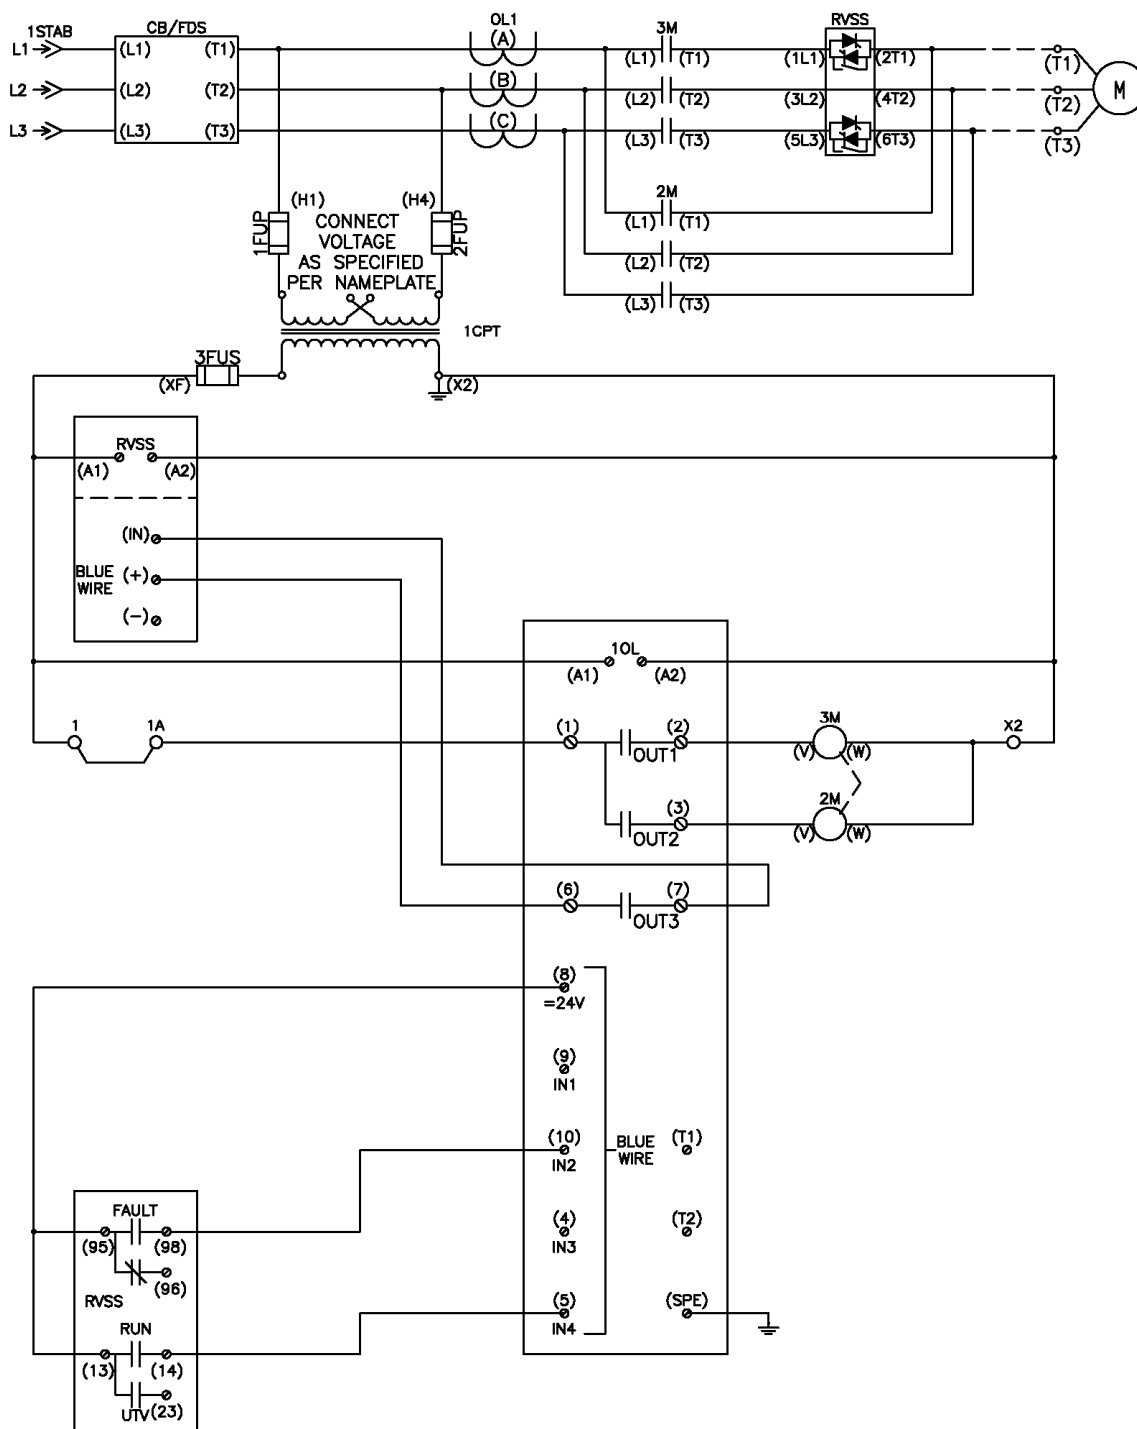 1STAB CB/FDS OL1 3M RVSS
L1 (L1) (T1) (A) (L1) (T1) (1L1) (2T1) (T1)
L2 (L2) (T2) (B) (L2) (T2) (3L2) (4T2) (T2) M
L3 (L3) (T3) (C) (L3) (T3) (5L3) (6T3) (T3)
2M
(L1) (T1)
(L2) (T2)
(L3) (T3)
(H1) (H4)
1FUP 2FUP
CONNECT
VOLTAGE
AS SPECIFIED
PER NAMEPLATE
1CPT
3FUS
(XF) (X2)
RVSS
(A1) (A2)
(IN)
BLUE
WIRE
(+)
(-)
1OL
(A1) (A2)
1 1A (1) (2) 3M X2
OUT1 (V) (W)
(3) 2M
OUT2 (V) (W)
(6) (7)
OUT3
(8)
=24V
(9)
IN1
(10) (T1)
IN2
BLUE
WIRE
(4) (T2)
IN3
(5) (SPE)
IN4
FAULT
(95) (98)
(96)
RVSS
RUN
(13) (14)
UTV (23)